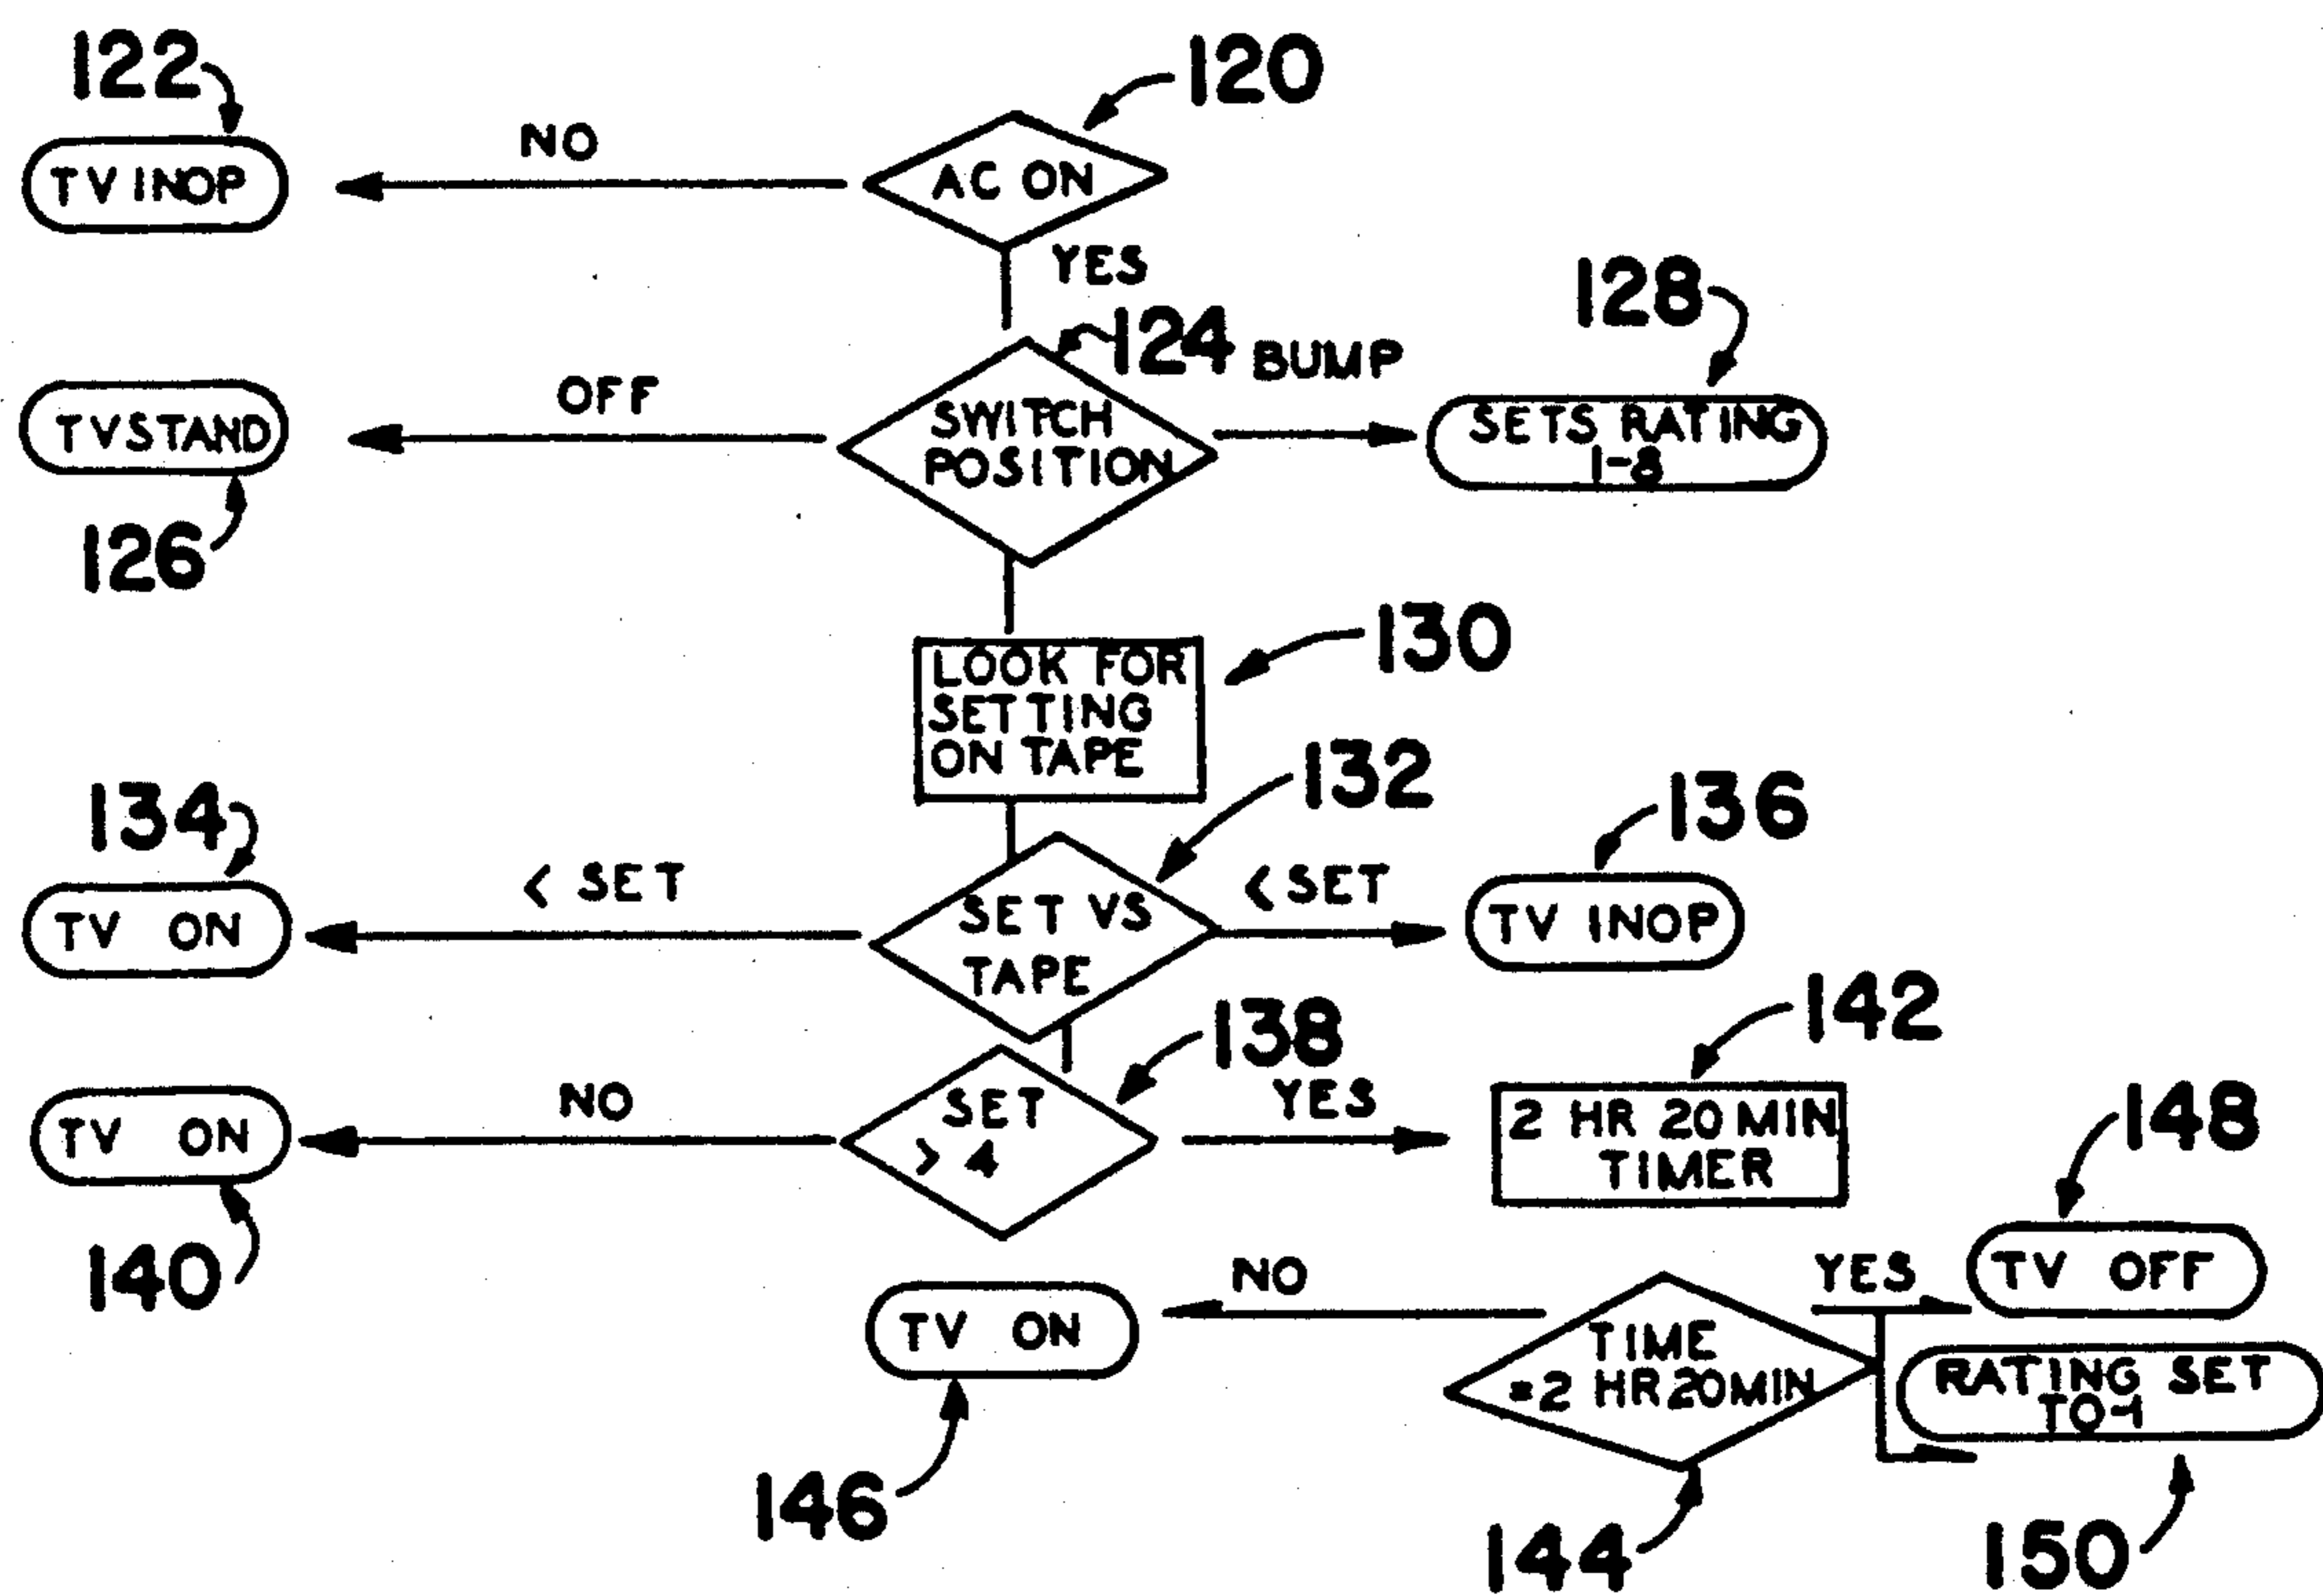 122
120
NO
TV INOP
AC ON
YES
128
124
BUMP
OFF
TVSTAND
SWITCH
POSITION
SETS RATING
1-8
126
130
LOOK FOR
SETTING
ON TAPE
132
134
136
< SET
< SET
TV ON
SET VS
TAPE
TV INOP
142
138
NO
YES
148
TV ON
SET
> 4
2 HR 20 MIN
TIMER
140
NO
YES
TV OFF
TV ON
TIME
=2 HR 20 MIN
RATING SET
TO-1
146
144
150